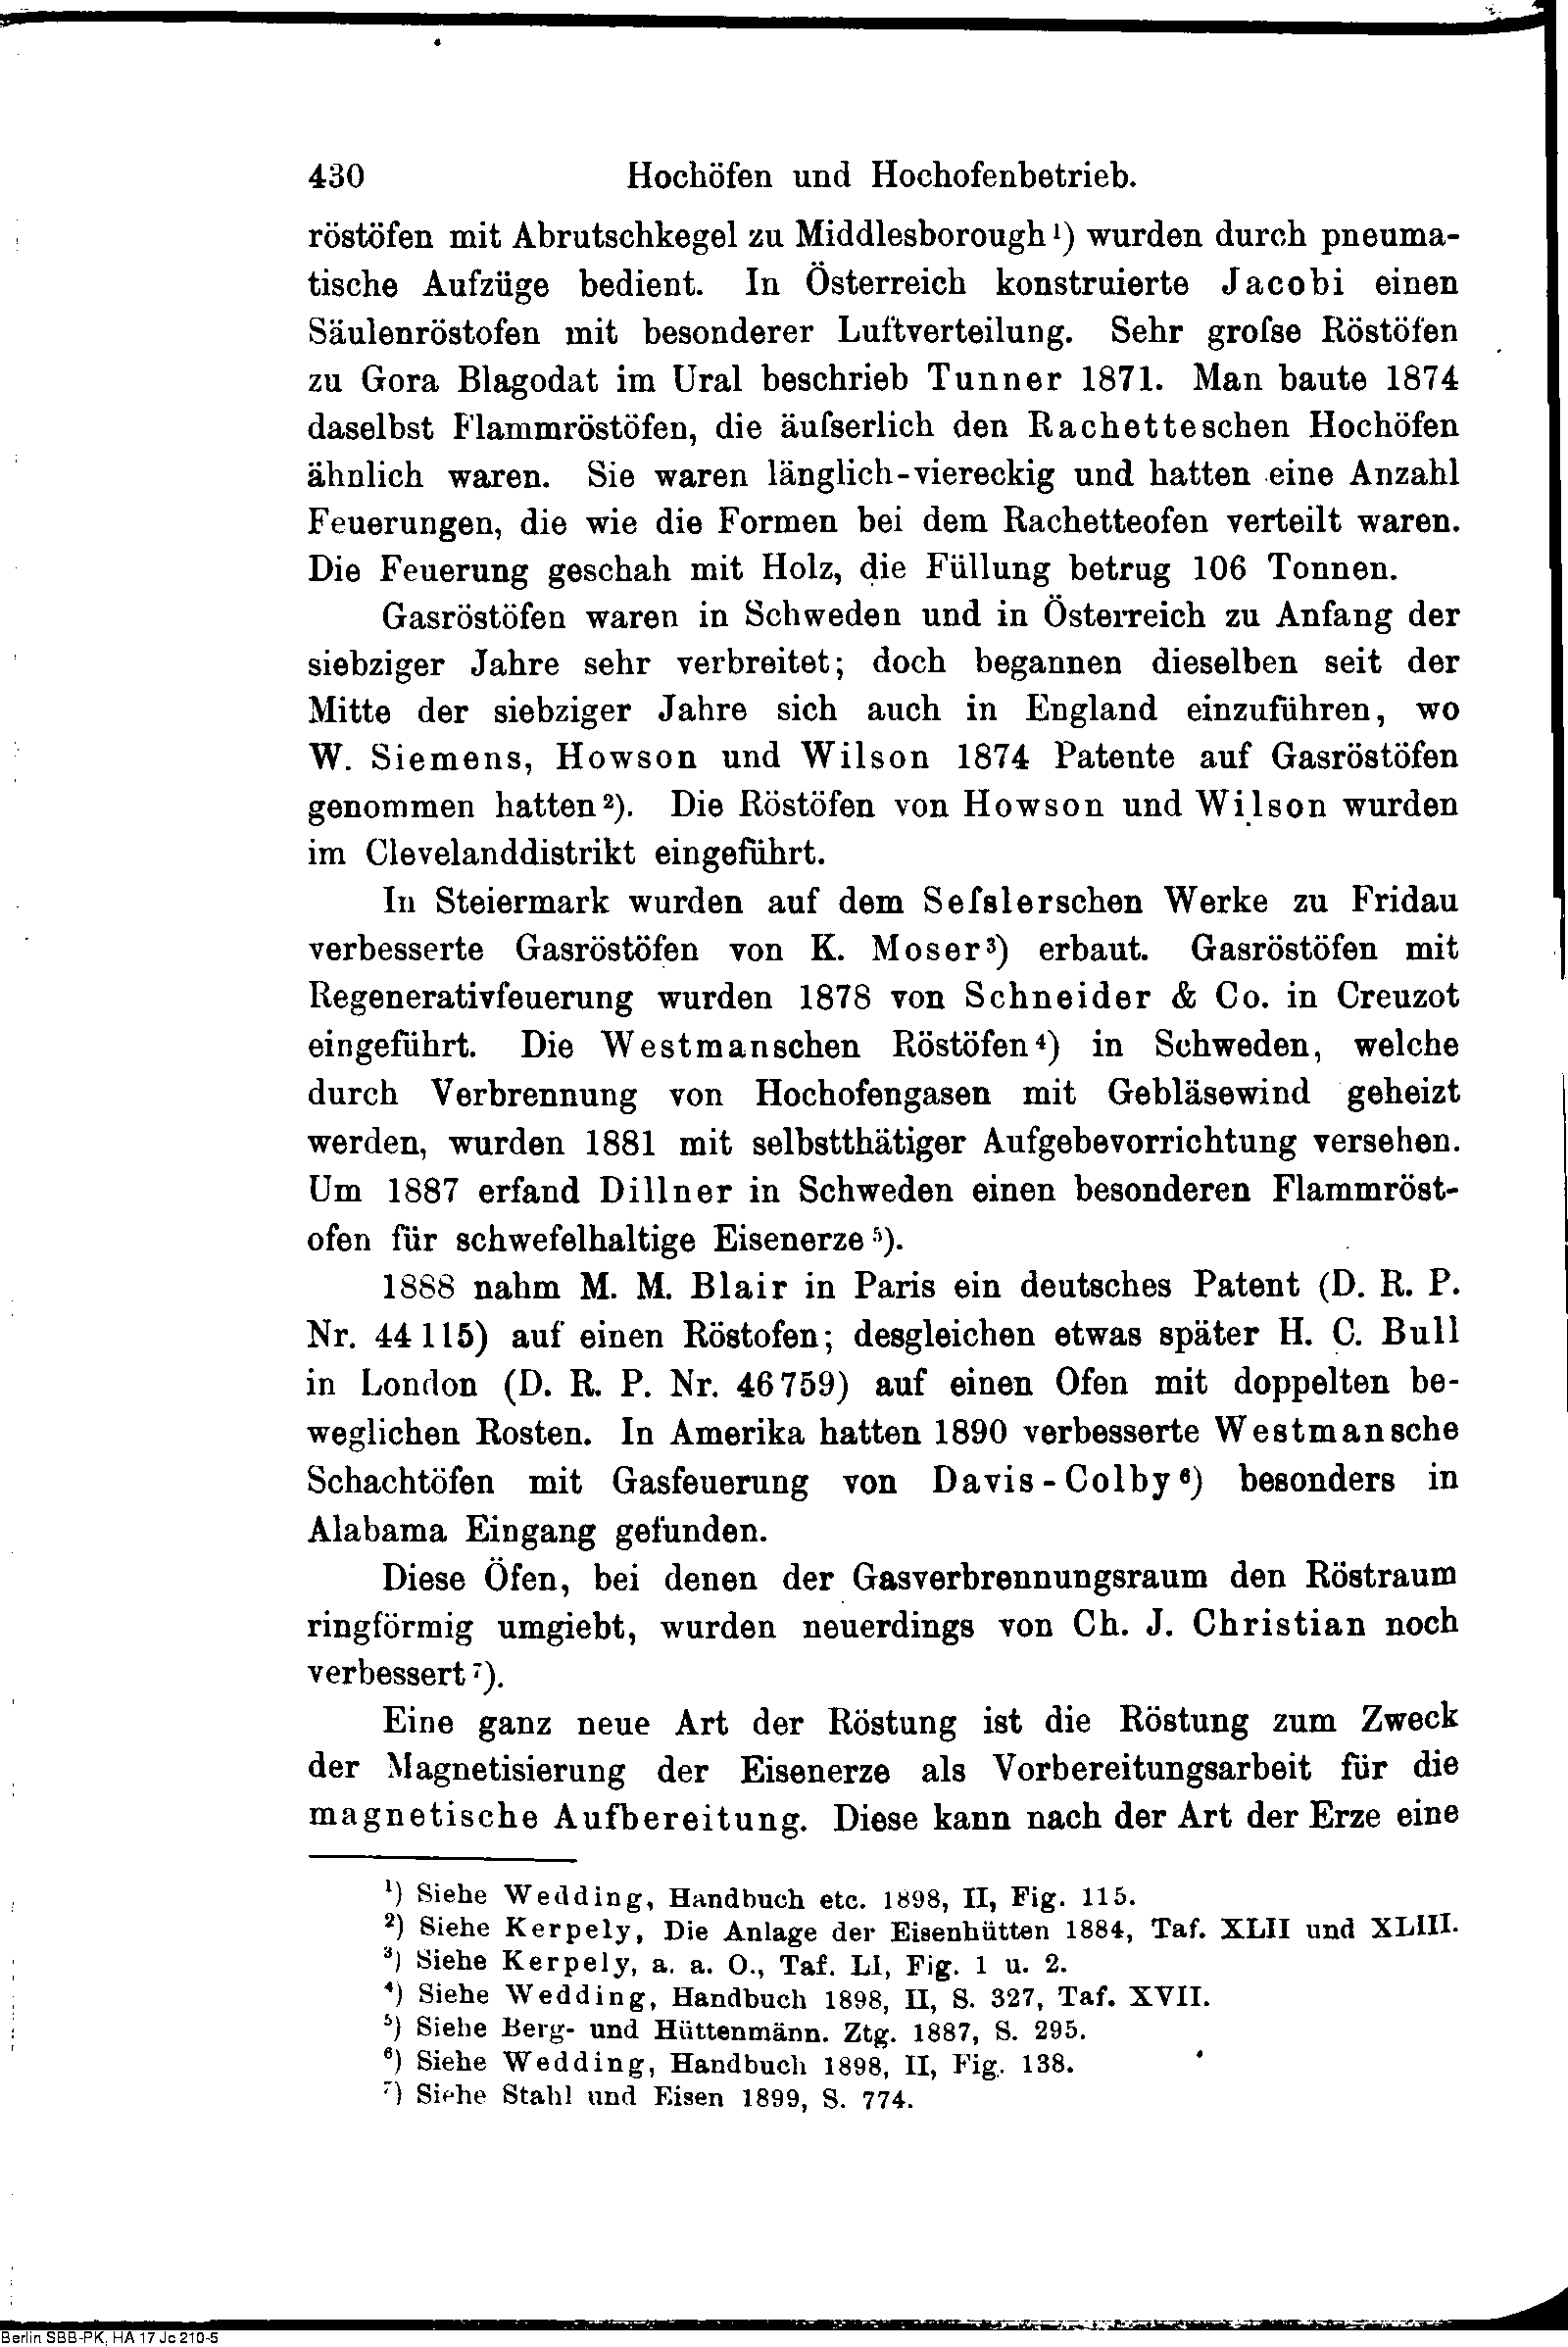 430 Hochöfen und Hochofenbetrieb.
röstöfen mit Abrutschkegel zu Middlesborough¹) wurden durch pneuma-
tische Aufzüge bedient. In Österreich konstruierte Jacobi einen
Säulenröstofen mit besonderer Luftverteilung. Sehr groſse Röstöfen
zu Gora Blagodat im Ural beschrieb Tunner 1871. Man baute 1874
daselbst Flammröstöfen, die äuſserlich den Rachetteschen Hochöfen
ähnlich waren. Sie waren länglich-viereckig und hatten eine Anzahl
Feuerungen, die wie die Formen bei dem Rachetteofen verteilt waren.
Die Feuerung geschah mit Holz, die Füllung betrug 106 Tonnen.
Gasröstöfen waren in Schweden und in Österreich zu Anfang der
siebziger Jahre sehr verbreitet; doch begannen dieselben seit der
Mitte der siebziger Jahre sich auch in England einzuführen, wo
W. Siemens, Howson und Wilson 1874 Patente auf Gasröstöfen
genommen hatten²). Die Röstöfen von Howson und Wilson wurden
im Clevelanddistrikt eingeführt.
In Steiermark wurden auf dem Seſslerschen Werke zu Fridau
verbesserte Gasröstöfen von K. Moser³) erbaut. Gasröstöfen mit
Regenerativfeuerung wurden 1878 von Schneider & Co. in Creuzot
eingeführt. Die Westmanschen Röstöfen⁴) in Schweden, welche
durch Verbrennung von Hochofengasen mit Gebläsewind geheizt
werden, wurden 1881 mit selbstthätiger Aufgebevorrichtung versehen.
Um 1887 erfand Dillner in Schweden einen besonderen Flammröst-
ofen für schwefelhaltige Eisenerze⁵).
1888 nahm M. M. Blair in Paris ein deutsches Patent (D. R. P.
Nr. 44115) auf einen Röstofen; desgleichen etwas später H. C. Bull
in London (D. R. P. Nr. 46759) auf einen Ofen mit doppelten be-
weglichen Rosten. In Amerika hatten 1890 verbesserte Westmansche
Schachtöfen mit Gasfeuerung von Davis-Colby⁶) besonders in
Alabama Eingang gefunden.
Diese Öfen, bei denen der Gasverbrennungsraum den Röstraum
ringförmig umgiebt, wurden neuerdings von Ch. J. Christian noch
verbessert⁷).
Eine ganz neue Art der Röstung ist die Röstung zum Zweck
der Magnetisierung der Eisenerze als Vorbereitungsarbeit für die
magnetische Aufbereitung. Diese kann nach der Art der Erze eine
¹) Siehe Wedding, Handbuch etc. 1898, II, Fig. 115.
²) Siehe Kerpely, Die Anlage der Eisenhütten 1884, Taf. XLII und XLIII.
³) Siehe Kerpely, a. a. O., Taf. LI, Fig. 1 u. 2.
⁴) Siehe Wedding, Handbuch 1898, II, S. 327, Taf. XVII.
⁵) Siehe Berg- und Hüttenmänn. Ztg. 1887, S. 295.
⁶) Siehe Wedding, Handbuch 1898, II, Fig. 138.
⁷) Siehe Stahl und Eisen 1899, S. 774.
Berlin SBB-PK, HA 17 Jc 210-5